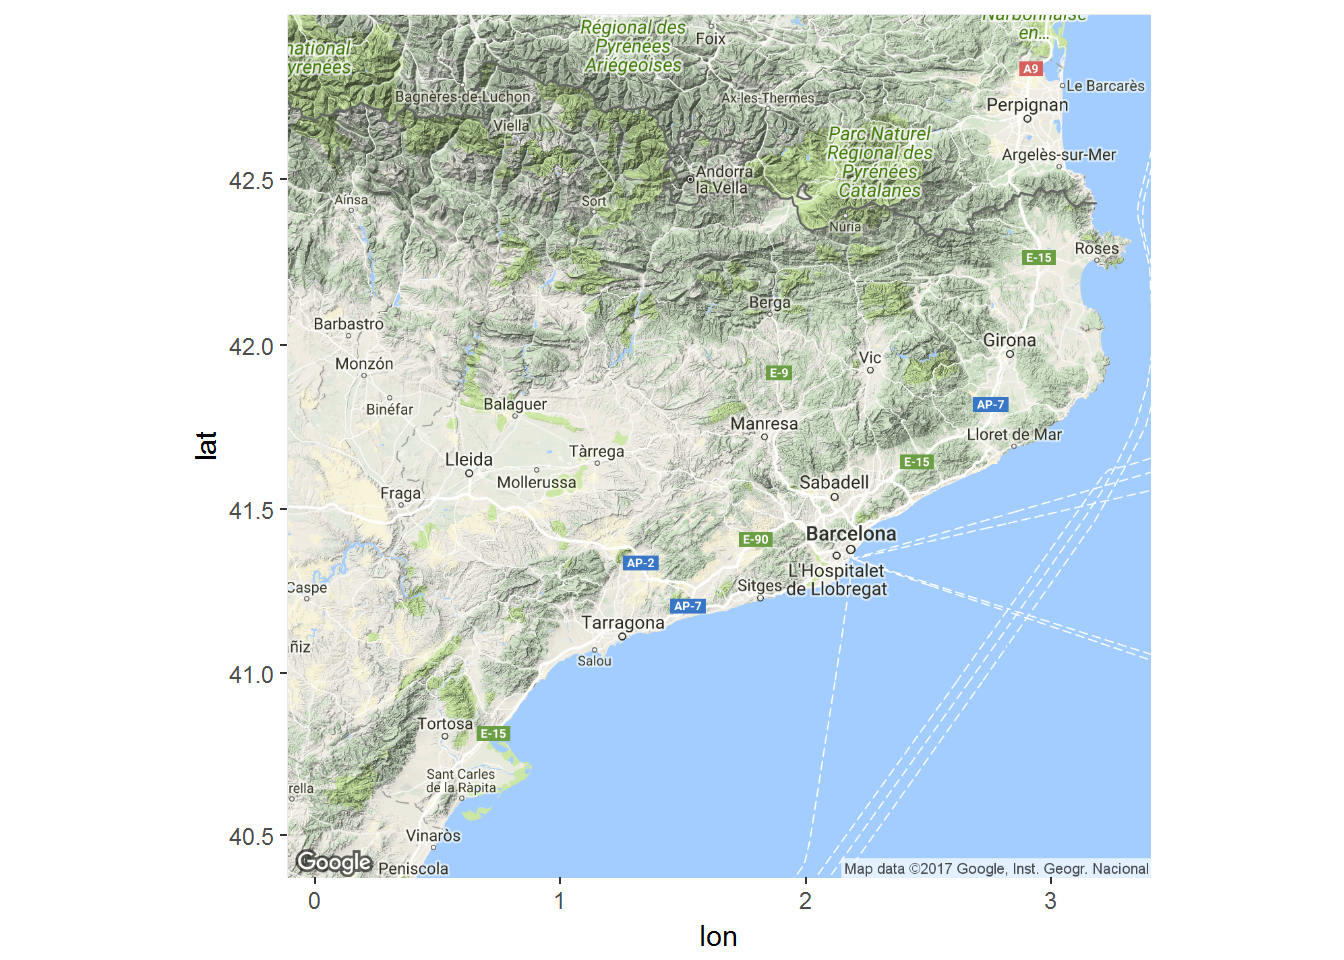 Narbonnaise
en...
Régional des
Pyrénées
Ariégeoises
Foix
national
Pyrénées
A9
Le Barcarès
Bagnères-de-Luchon
Ax-les-Thermes
Perpignan
Viella
Parc Naturel
Régional des
Pyrénées
Catalanes
Argelès-sur-Mer
Andorra
la Vella
42.5
Aínsa
Sort
Núria
Roses
E-15
Berga
Barbastro
42.0
Girona
Monzón
Vic
E-9
Binéfar
Balaguer
AP-7
Manresa
Lloret de Mar
lat
Lleida
Tàrrega
E-15
Mollerussa
Sabadell
Fraga
41.5
Barcelona
E-90
AP-2
L'Hospitalet
de Llobregat
Caspe
Sitges
AP-7
Tarragona
ñiz
Salou
41.0
Tortosa
E-15
Sant Carles
de la Ràpita
rella
40.5
Vinaròs
Google
Peniscola
Map data ©2017 Google, Inst. Geogr. Nacional
0 1 2 3
lon